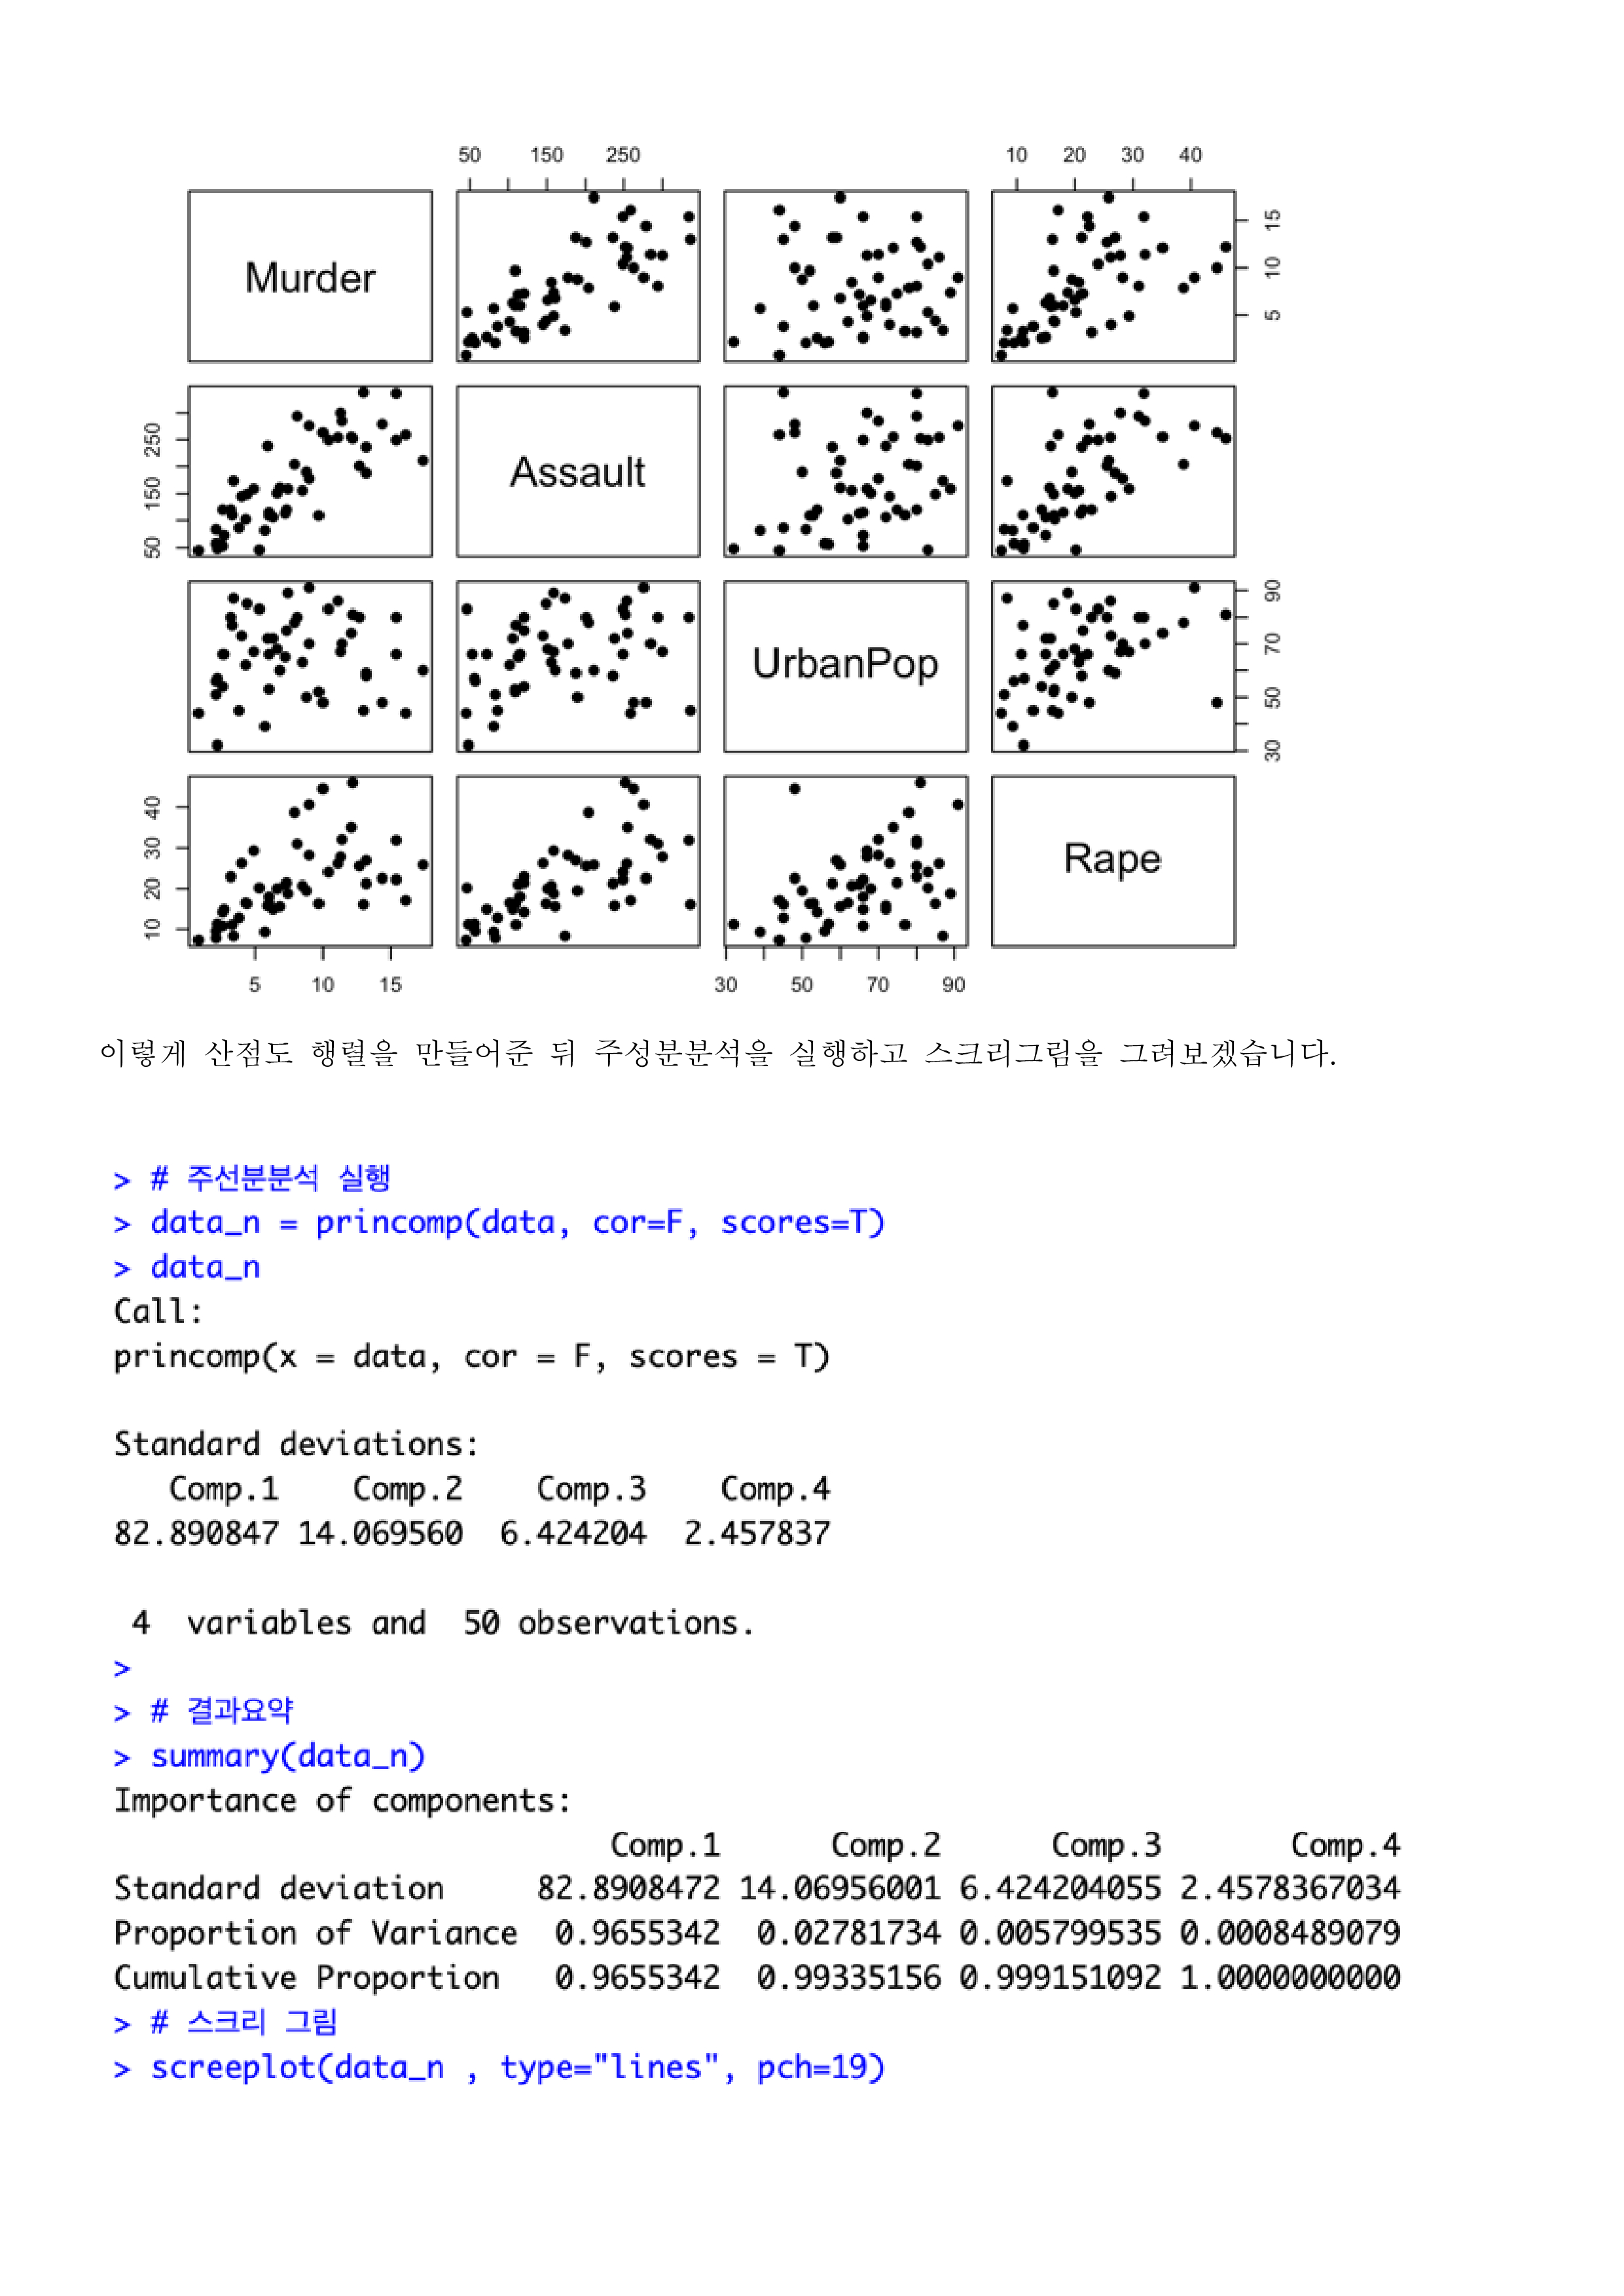 50 150 250
10 20 30 40
Murder
5 10 15
50 150 250
Assault
UrbanPop
30 50 70 90
10 20 30 40
Rape
5 10 15
30 50 70 90
이렇게 산점도 행렬을 만들어준 뒤 주성분분석을 실행하고 스크리그림을 그려보겠습니다.
> # 주선분분석 실행
> data_n = princomp(data, cor=F, scores=T)
> data_n
Call:
princomp(x = data, cor = F, scores = T)
Standard deviations:
Comp.1 Comp.2 Comp.3 Comp.4
82.890847 14.069560 6.424204 2.457837
4 variables and 50 observations.
>
> # 결과요약
> summary(data_n)
Importance of components:
Comp.1 Comp.2 Comp.3 Comp.4
Standard deviation 82.8908472 14.06956001 6.424204055 2.4578367034
Proportion of Variance 0.9655342 0.02781734 0.005799535 0.0008489079
Cumulative Proportion 0.9655342 0.99335156 0.999151092 1.0000000000
> # 스크리 그림
> screeplot(data_n , type="lines", pch=19)